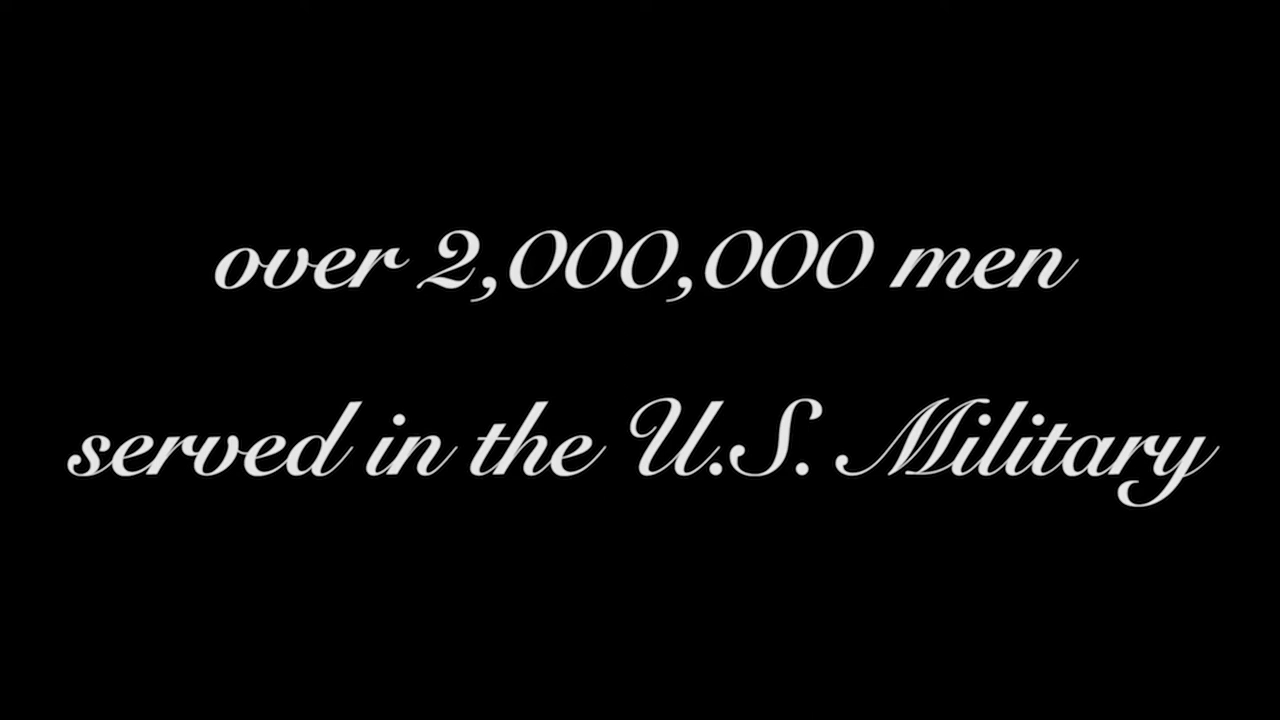 over 2,000,000 men
served in the U.S. Military